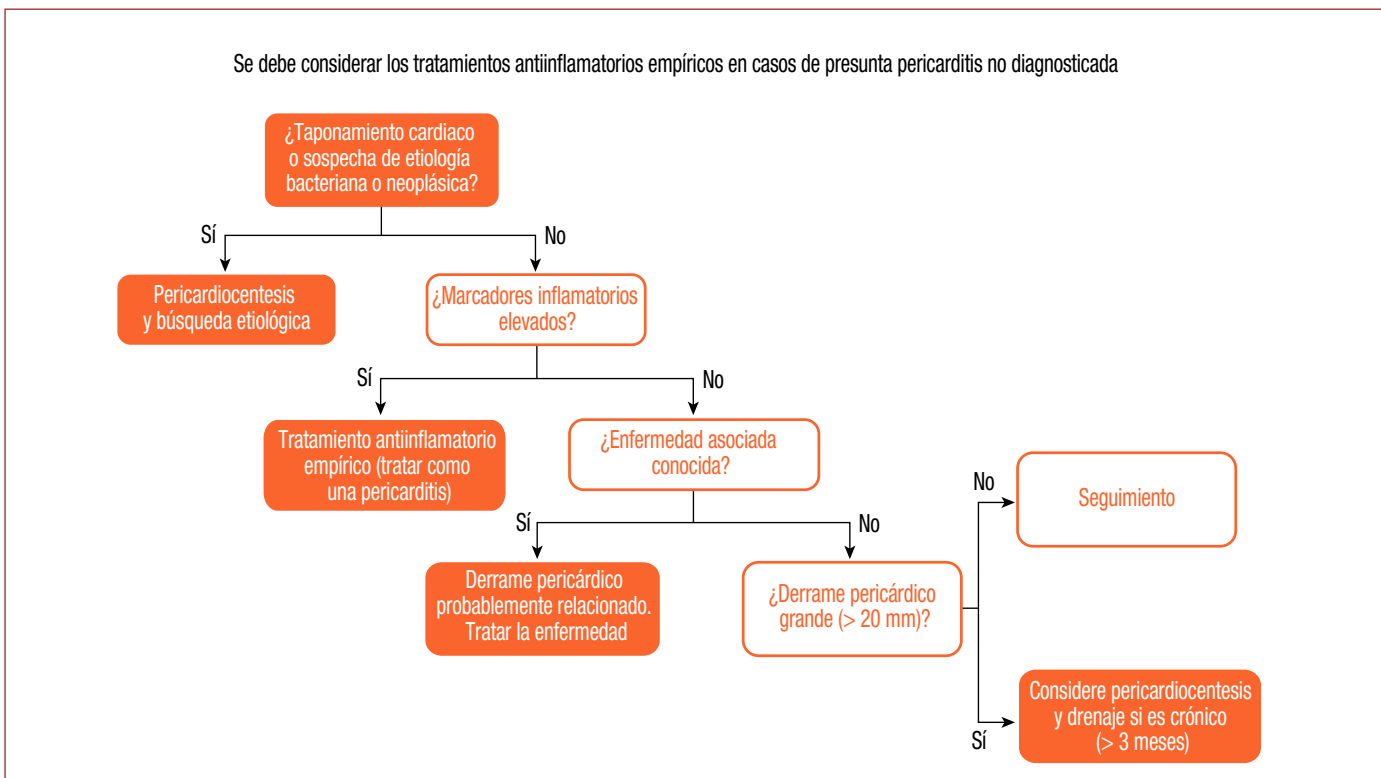 Se debe considerar los tratamientos antiinflamatorios empíricos en casos de presunta pericarditis no diagnosticada
¿Taponamiento cardiaco
o sospecha de etiología
bacteriana o neoplásica?
Sí
No
Pericardiocentesis
y búsqueda etiológica
¿Marcadores inflamatorios
elevados?
Sí
No
Tratamiento antiinflamatorio
empírico (tratar como
una pericarditis)
¿Enfermedad asociada
conocida?
Sí
No
Derrame pericárdico
probablemente relacionado.
Tratar la enfermedad
¿Derrame pericárdico
grande (> 20 mm)?
No
Seguimiento
Sí
Considere pericardiocentesis
y drenaje si es crónico
(> 3 meses)